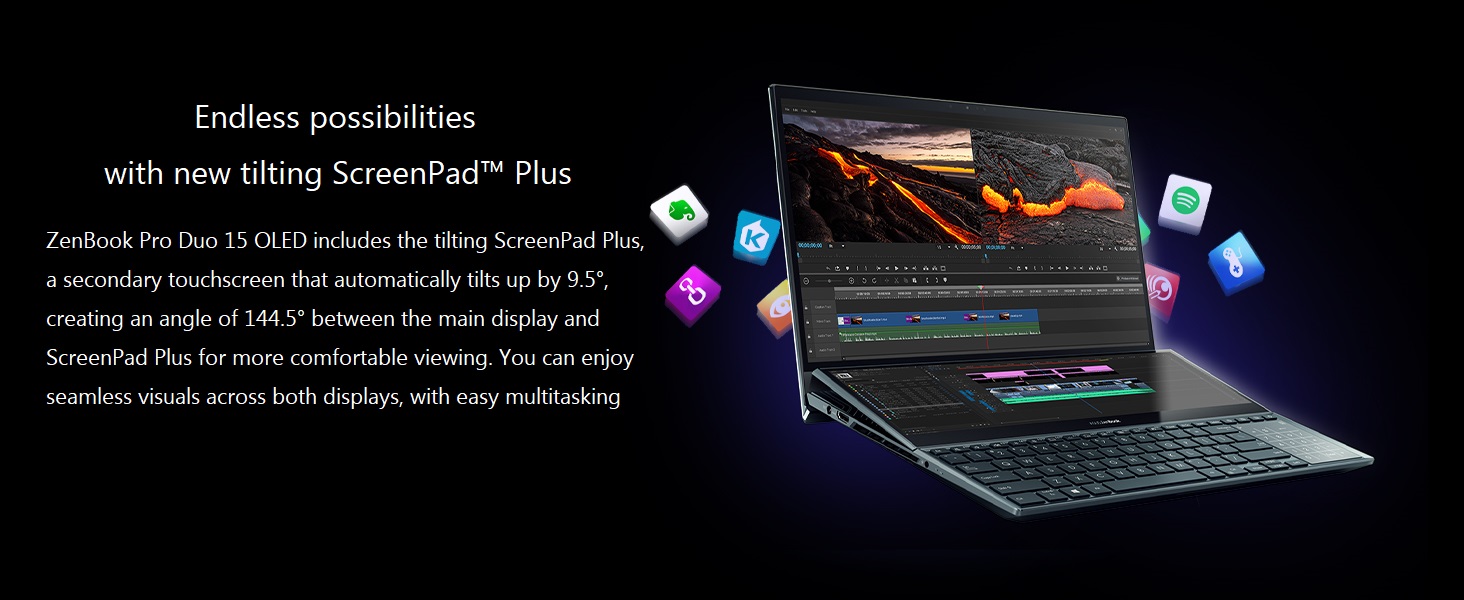 Endless possibilities
with new tilting ScreenPad™ Plus
ZenBook Pro Duo 15 OLED includes the tilting ScreenPad Plus,
a secondary touchscreen that automatically tilts up by 9.5°,
creating an angle of 144.5° between the main display and
ScreenPad Plus for more comfortable viewing. You can enjoy
seamless visuals across both displays, with easy multitasking